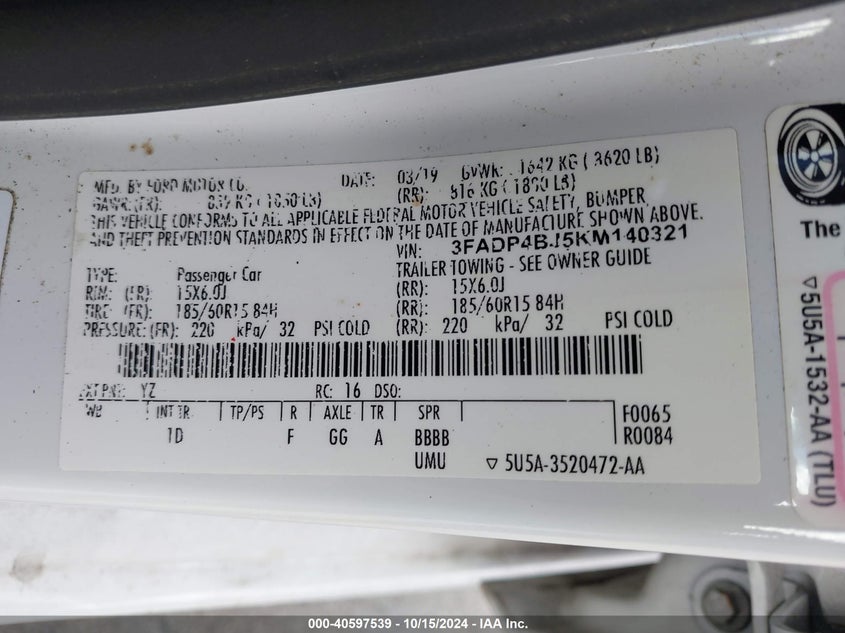 MFD. BY FORD MOTOR CO. DATE: 03/19 GVWR: 1642 KG ( 3620 LB)
GAWR: (FR): KG ( LB) (RR): 816 KG ( 1800 LB)
THIS VEHICLE CONFORMS TO ALL APPLICABLE FEDERAL MOTOR VEHICLE SAFETY, BUMPER,
AND THEFT PREVENTION STANDARDS IN EFFECT ON THE DATE OF MANUFACTURE SHOWN ABOVE.
VIN: 3FADP4BJ5KM140321
TYPE: Passenger Car TRAILER TOWING - SEE OWNER GUIDE
RIM: (FR): 15X6.0J (RR): 15X6.0J
TIRE: (FR): 185/60R15 84H (RR): 185/60R15 84H
PRESSURE: (FR): 220 kPa/ 32 PSI COLD (RR): 220 kPa/ 32 PSI COLD
EXT PNT: YZ RC: 16 DSO:
WB INT TR. TP/PS R AXLE TR SPR F0065
1D F GG A BBBB R0084
UMU ▽ 5U5A-3520472-AA
The
▽5U5A-1532-AA (TLU)
000-40597539 - 10/15/2024 - © IAA Inc.